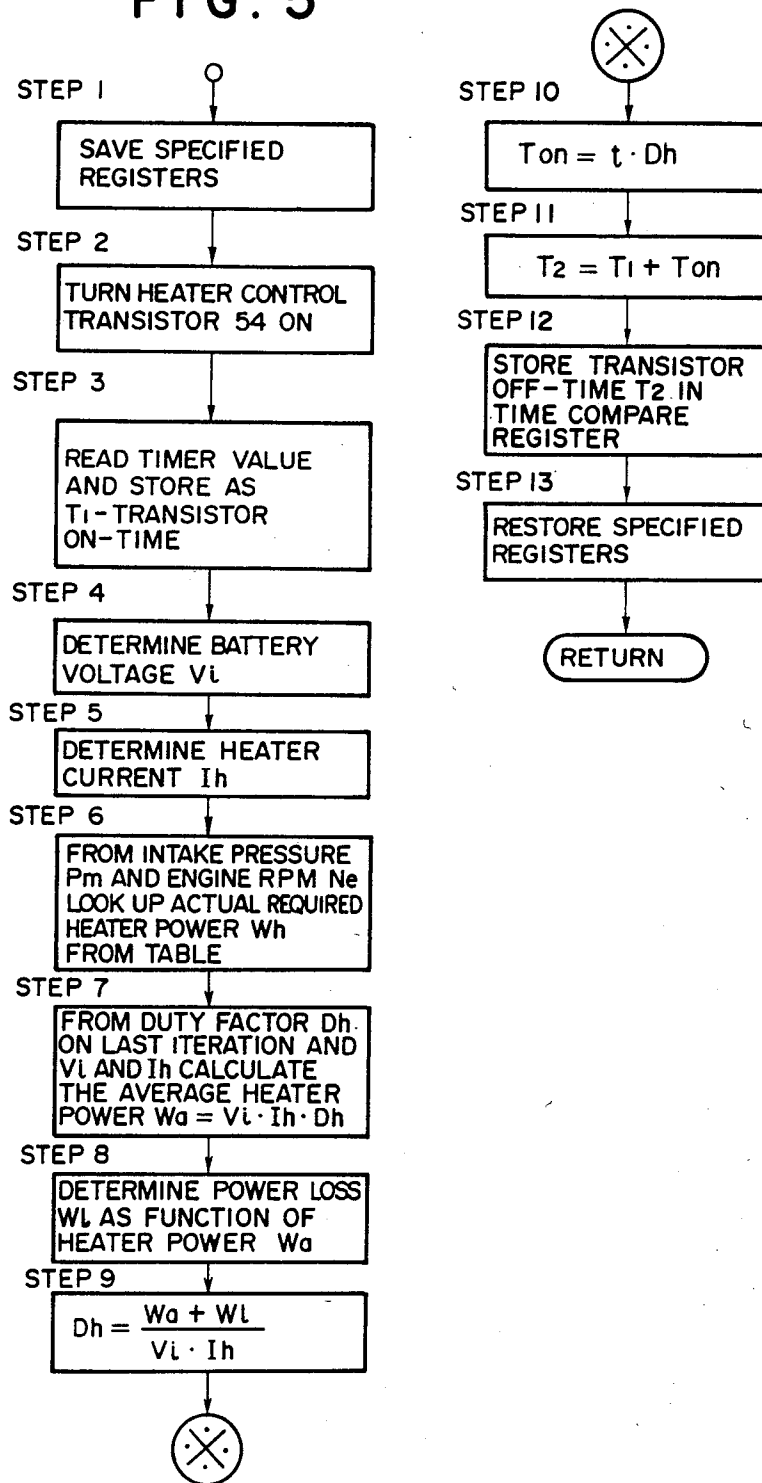 FIG. 5
STEP 1
SAVE SPECIFIED
REGISTERS
STEP 2
TURN HEATER CONTROL
TRANSISTOR 54 ON
STEP 3
READ TIMER VALUE
AND STORE AS
T1-TRANSISTOR
ON-TIME
STEP 4
DETERMINE BATTERY
VOLTAGE Vi
STEP 5
DETERMINE HEATER
CURRENT Ih
STEP 6
FROM INTAKE PRESSURE
Pm AND ENGINE RPM Ne
LOOK UP ACTUAL REQUIRED
HEATER POWER Wh
FROM TABLE
STEP 7
FROM DUTY FACTOR Dh
ON LAST ITERATION AND
Vi AND Ih CALCULATE
THE AVERAGE HEATER
POWER Wa = Vi · Ih · Dh
STEP 8
DETERMINE POWER LOSS
Wl AS FUNCTION OF
HEATER POWER Wa
STEP 9
Dh = Wa + Wl
Vi · Ih
STEP 10
Ton = t · Dh
STEP 11
T2 = T1 + Ton
STEP 12
STORE TRANSISTOR
OFF-TIME T2 IN
TIME COMPARE
REGISTER
STEP 13
RESTORE SPECIFIED
REGISTERS
RETURN